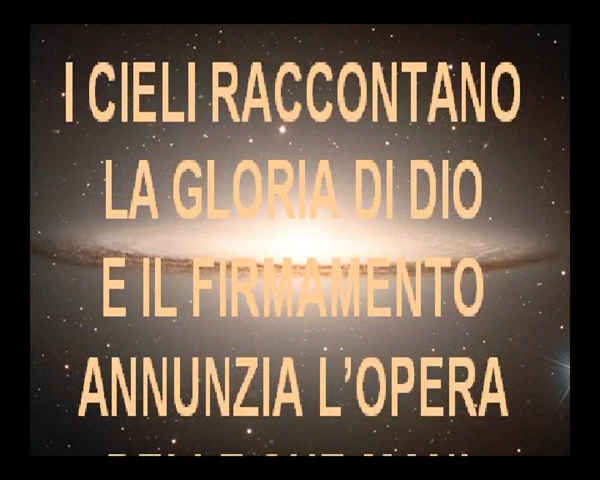 I CIELI RACCONTANO
LA GLORIA DI DIO
E IL FIRMAMENTO
ANNUNZIA L’OPERA